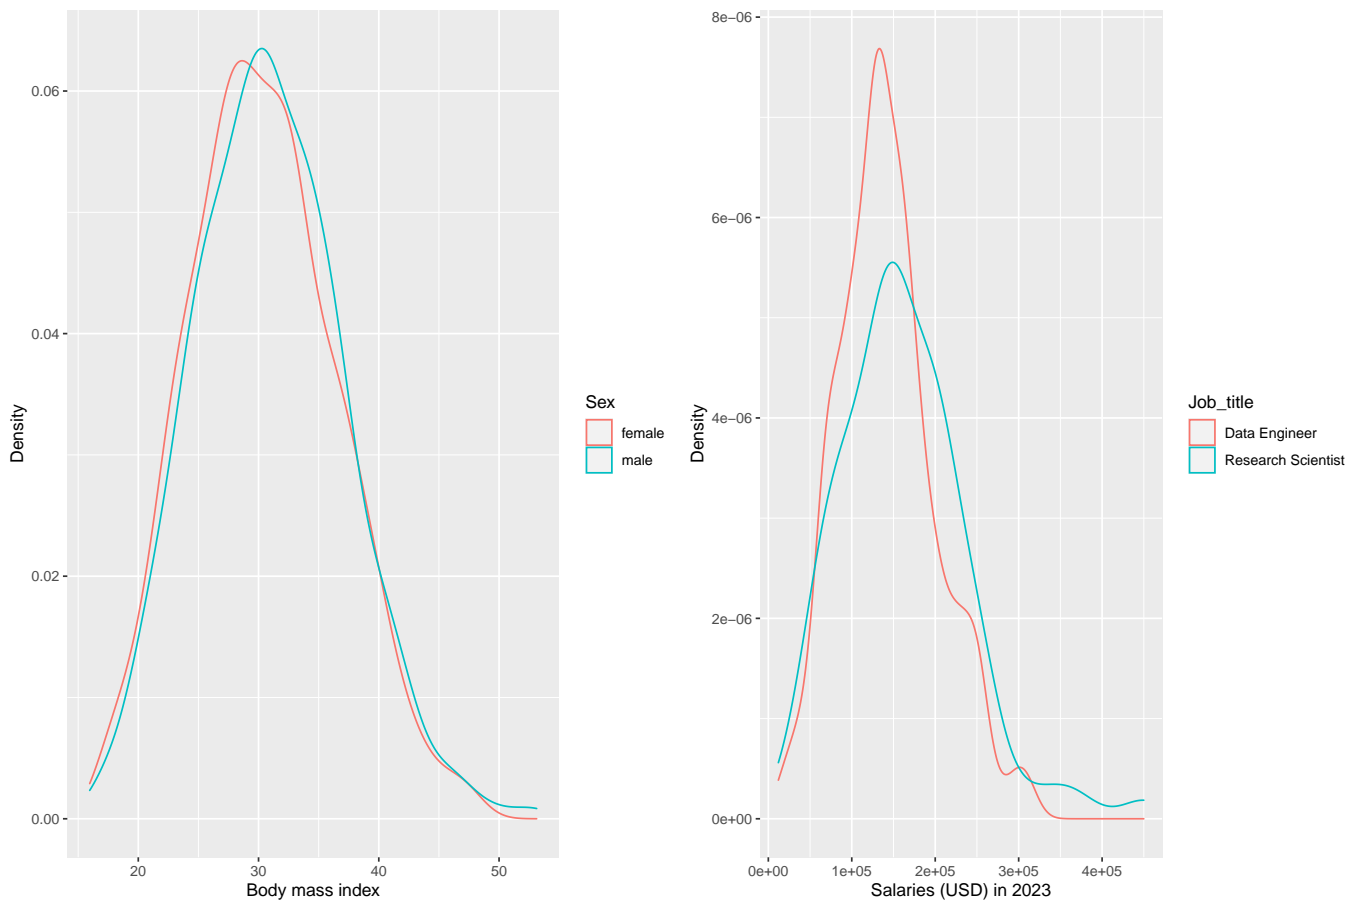 Density
0.06
0.04
0.02
0.00
20 30 40 50
Body mass index
Sex
female
male
Density
8e−06
6e−06
4e−06
2e−06
0e+00
0e+00 1e+05 2e+05 3e+05 4e+05
Salaries (USD) in 2023
Job_title
Data Engineer
Research Scientist